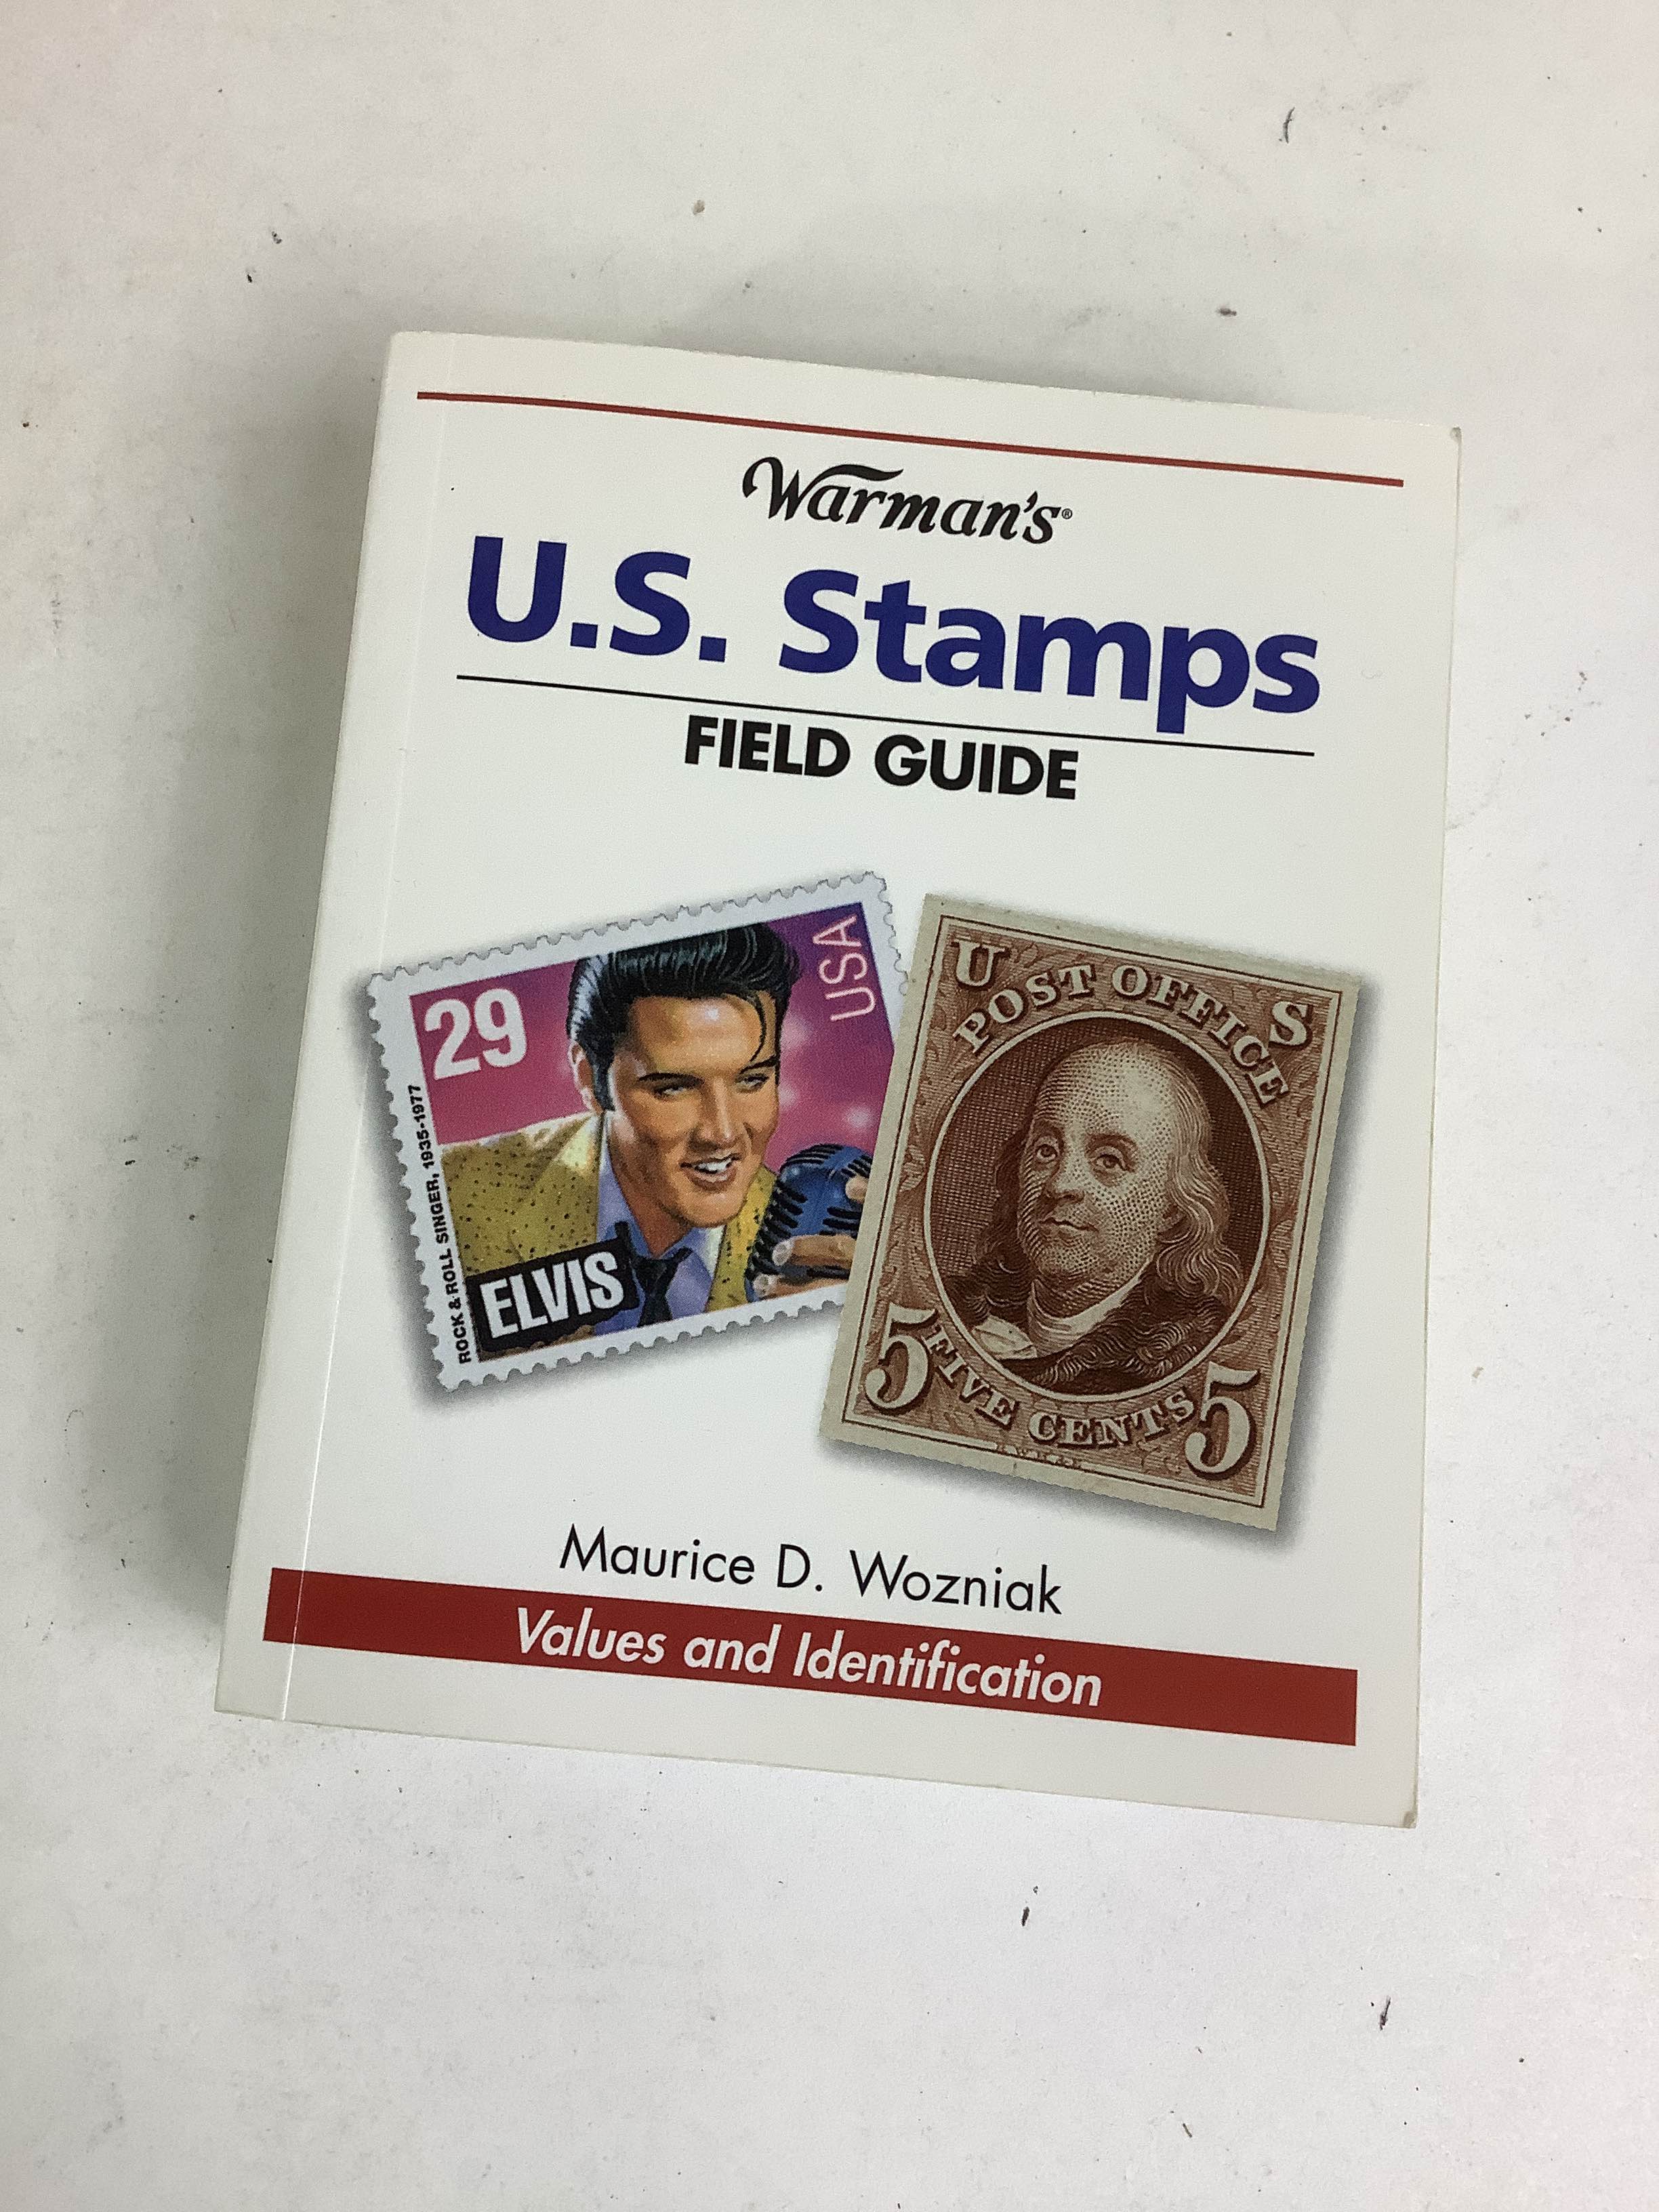 Warman's®
U.S. Stamps
FIELD GUIDE
29
USA
ROCK & ROLL SINGER, 1935-1977
ELVIS
U S
POST OFFICE
5 FIVE CENTS 5
R.W.H.&E.
Maurice D. Wozniak
Values and Identification